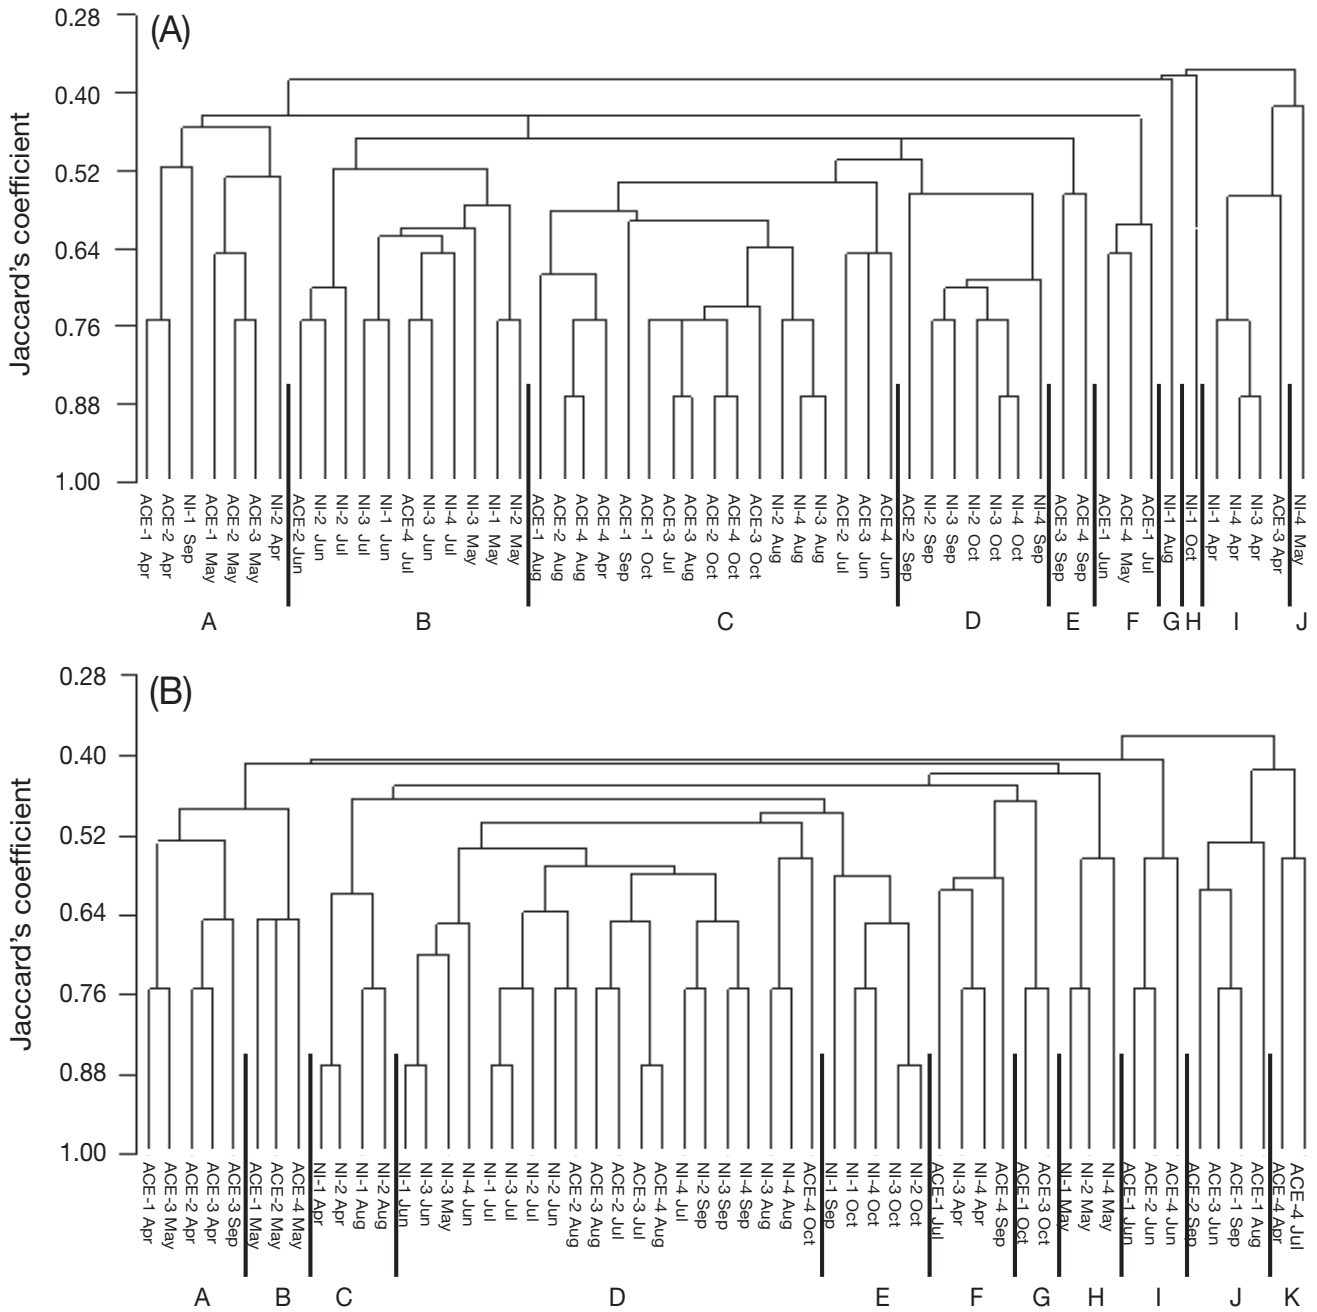 (A)
Jaccard's coefficient
0.28
0.40
0.52
0.64
0.76
0.88
1.00
ACE-1 Apr
ACE-2 Apr
NI-1 Sep
ACE-1 May
ACE-2 May
ACE-3 May
NI-2 Apr
ACE-2 Jun
NI-2 Jun
NI-2 Jul
NI-3 Jul
NI-1 Jun
ACE-4 Jul
NI-3 Jun
NI-4 Jul
NI-3 May
NI-1 May
NI-2 May
ACE-1 Aug
ACE-2 Aug
ACE-4 Aug
ACE-4 Apr
ACE-1 Sep
ACE-1 Oct
ACE-3 Jul
ACE-3 Aug
ACE-2 Oct
ACE-4 Oct
ACE-3 Oct
NI-2 Aug
NI-4 Aug
NI-3 Aug
ACE-2 Jul
ACE-3 Jun
ACE-4 Jun
ACE-2 Sep
NI-2 Sep
NI-3 Sep
NI-2 Oct
NI-3 Oct
NI-4 Oct
NI-4 Sep
ACE-3 Sep
ACE-4 Sep
ACE-1 Jun
ACE-4 May
ACE-1 Jul
NI-1 Aug
NI-1 Oct
NI-1 Apr
NI-4 Apr
NI-3 Apr
ACE-3 Apr
NI-4 May
A B C D E F G H I J
(B)
Jaccard's coefficient
0.28
0.40
0.52
0.64
0.76
0.88
1.00
ACE-1 Apr
ACE-3 May
ACE-2 Apr
ACE-3 Apr
ACE-3 Sep
ACE-1 May
ACE-2 May
ACE-4 May
NI-1 Apr
NI-2 Apr
NI-1 Aug
NI-2 Aug
NI-1 Jun
NI-3 Jun
NI-3 May
NI-4 Jun
NI-1 Jul
NI-3 Jul
NI-2 Jul
NI-2 Jun
ACE-2 Aug
ACE-3 Aug
ACE-2 Jul
ACE-3 Jul
ACE-4 Aug
NI-4 Jul
NI-2 Sep
NI-3 Sep
NI-4 Sep
NI-3 Aug
NI-4 Aug
ACE-4 Oct
NI-1 Sep
NI-1 Oct
NI-4 Oct
NI-3 Oct
NI-2 Oct
ACE-1 Jul
NI-3 Apr
NI-4 Apr
ACE-4 Sep
ACE-1 Oct
ACE-3 Oct
NI-1 May
NI-2 May
NI-4 May
ACE-1 Jun
ACE-2 Jun
ACE-4 Jun
ACE-2 Sep
ACE-3 Jun
ACE-1 Sep
ACE-1 Aug
ACE-4 Apr
ACE-4 Jul
A B C D E F G H I J K